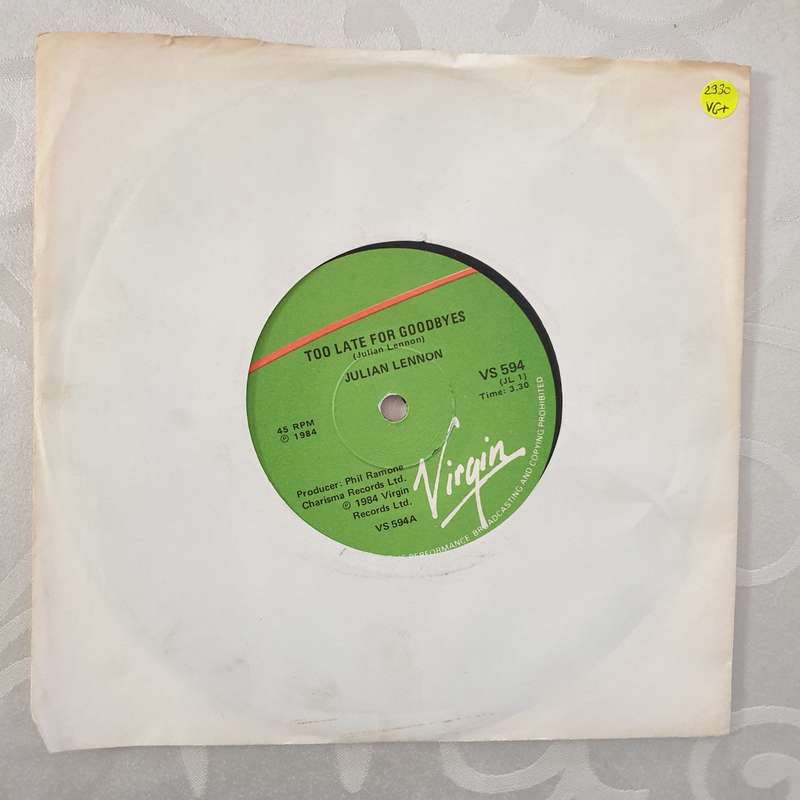 2930
VG+
TOO LATE FOR GOODBYES
(Julian Lennon)
JULIAN LENNON
VS 594
(JL 1)
Time: 3.30
45 RPM
℗ 1984
Producer: Phil Ramone
Charisma Records Ltd.
℗ 1984 Virgin
Records Ltd.
VS 594A
Virgin
PERFORMANCE, BROADCASTING AND COPYING PROHIBITED